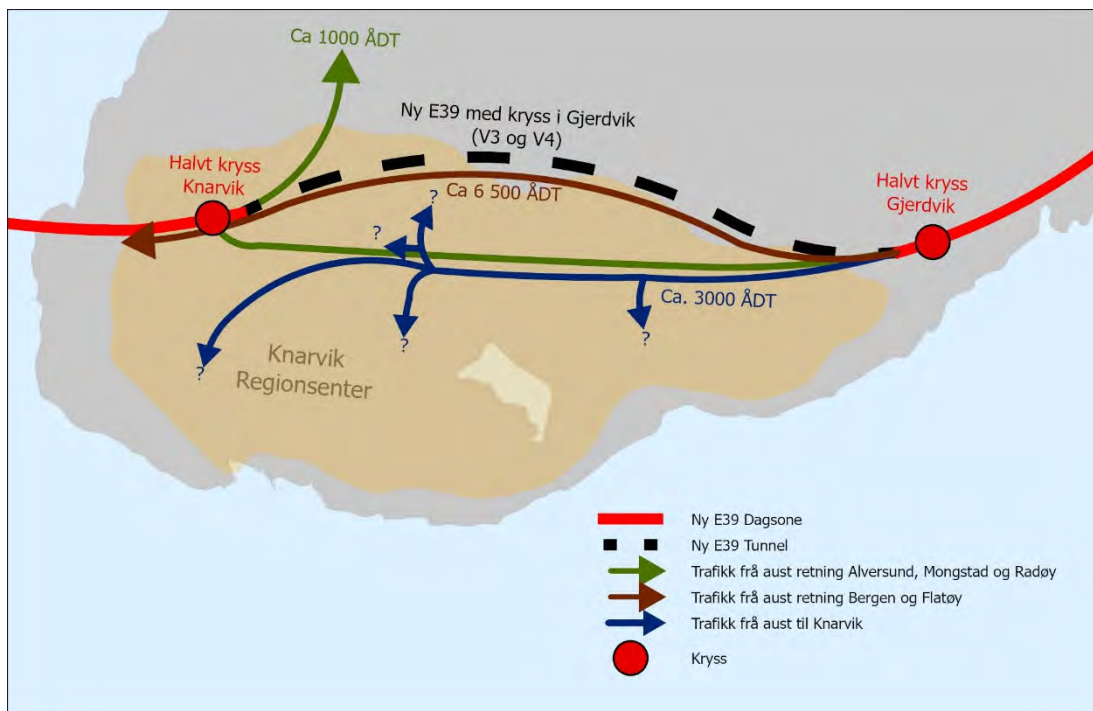 Ca 1000 ÅDT
Ny E39 med kryss i Gjerdvik
(V3 og V4)
Halvt kryss
Knarvik
Halvt kryss
Gjerdvik
Ca 6 500 ÅDT
?
?
Ca. 3000 ÅDT
?
?
?
Knarvik
Regionsenter
Ny E39 Dagsone
Ny E39 Tunnel
Trafikk frå aust retning Alversund, Mongstad og Radøy
Trafikk frå aust retning Bergen og Flatøy
Trafikk frå aust til Knarvik
Kryss